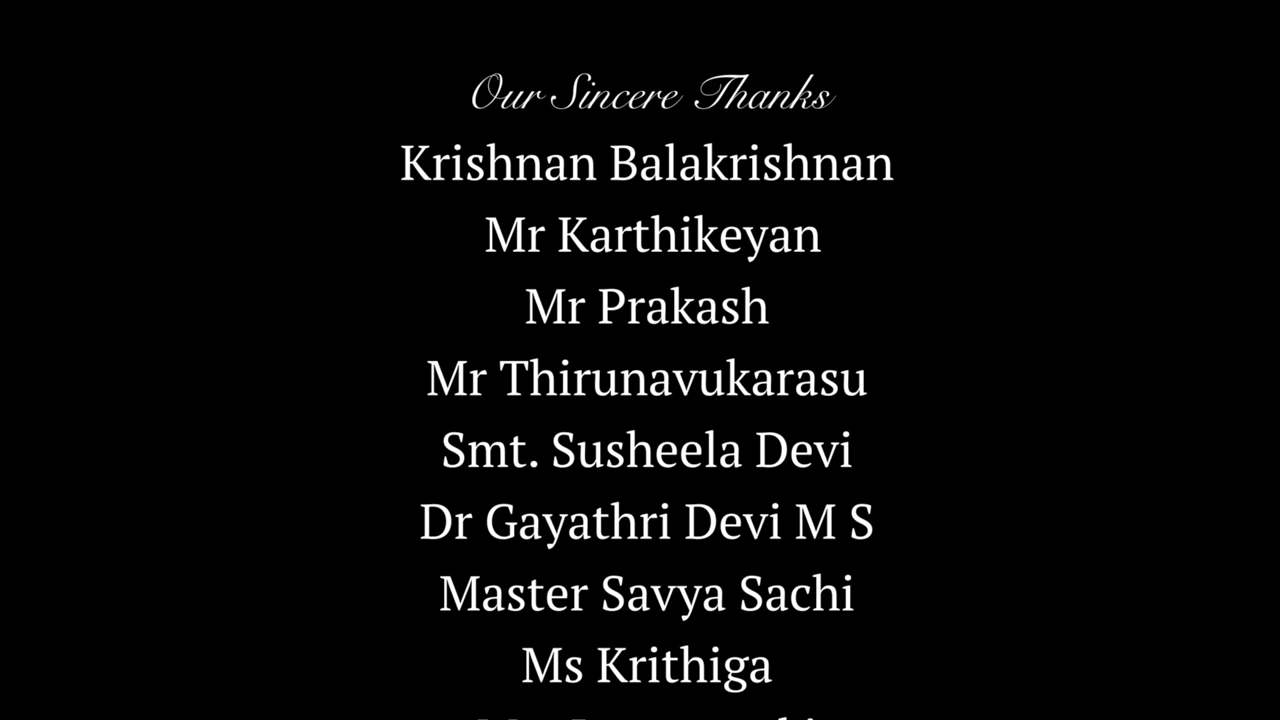 Our Sincere Thanks
Krishnan Balakrishnan
Mr Karthikeyan
Mr Prakash
Mr Thirunavukarasu
Smt. Susheela Devi
Dr Gayathri Devi M S
Master Savya Sachi
Ms Krithiga